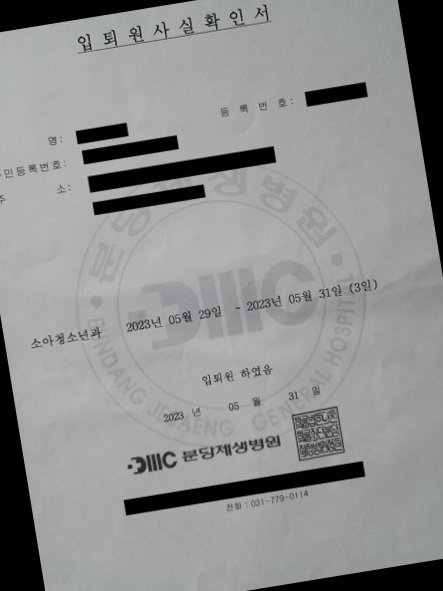 입 퇴 원 사 실 확 인 서
등 록 번 호:
명:
민등록번호:
소:
분당제생병원
소아청소년과 2023년 05월 29일 ~ 2023년 05월 31일 (3일)
BUNDANG JESAENG GENERAL HOSPITAL
입퇴원 하였음
2023 년 05 월 31 일
DMC 분당제생병원
전화 : 031-779-0114